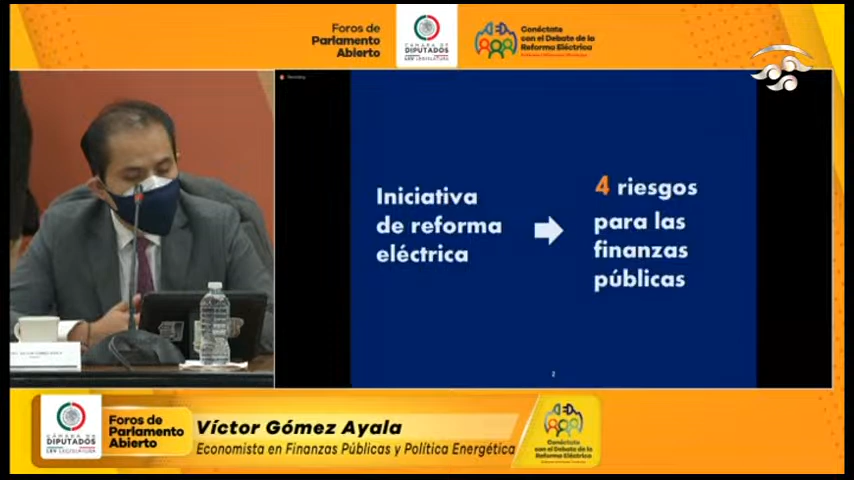 Foros de
Parlamento
Abierto
CÁMARA DE
DIPUTADOS
LXV LEGISLATURA
Conéctate
con el Debate de la
Reforma Eléctrica
Recording
Iniciativa
de reforma
eléctrica
4 riesgos
para las
finanzas
públicas
2
CÁMARA DE
DIPUTADOS
LXV LEGISLATURA
Foros de
Parlamento
Abierto
Víctor Gómez Ayala
Economista en Finanzas Públicas y Política Energética
Conéctate
con el Debate de la
Reforma Eléctrica